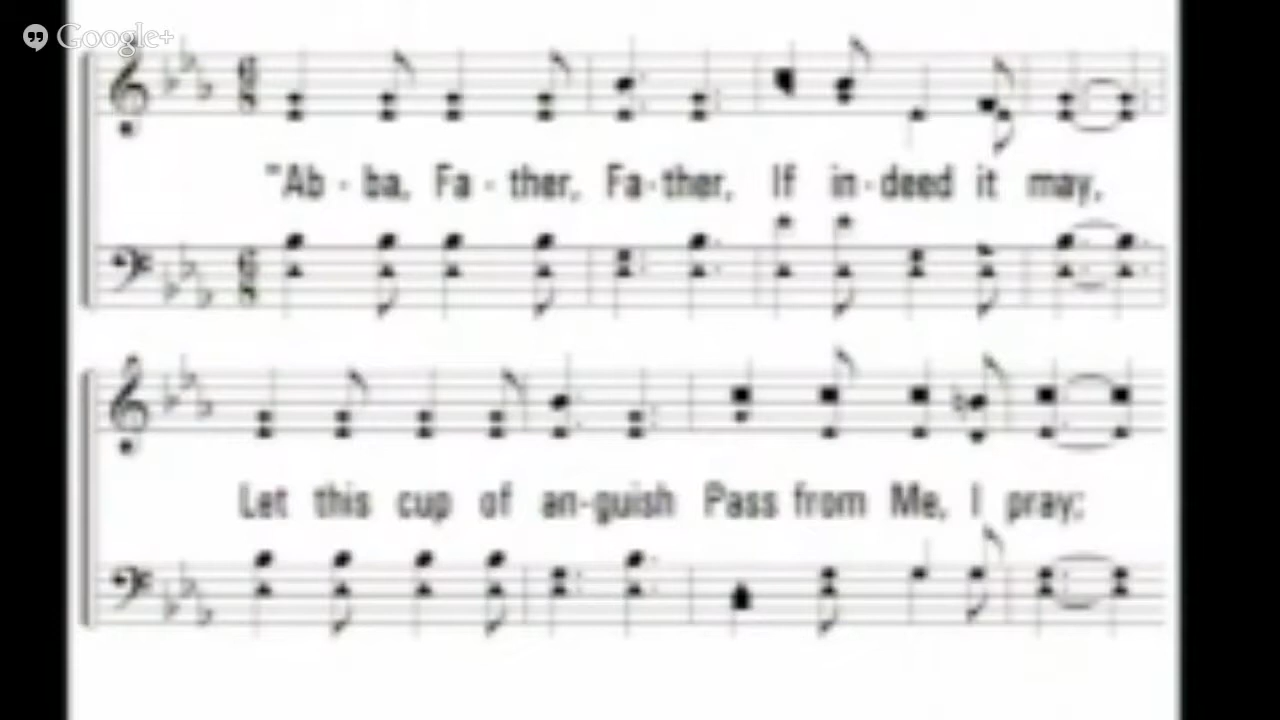 Google+
"Ab - ba, Fa - ther, Fa - ther, If in - deed it may,
Let this cup of an - guish Pass from Me, I pray;